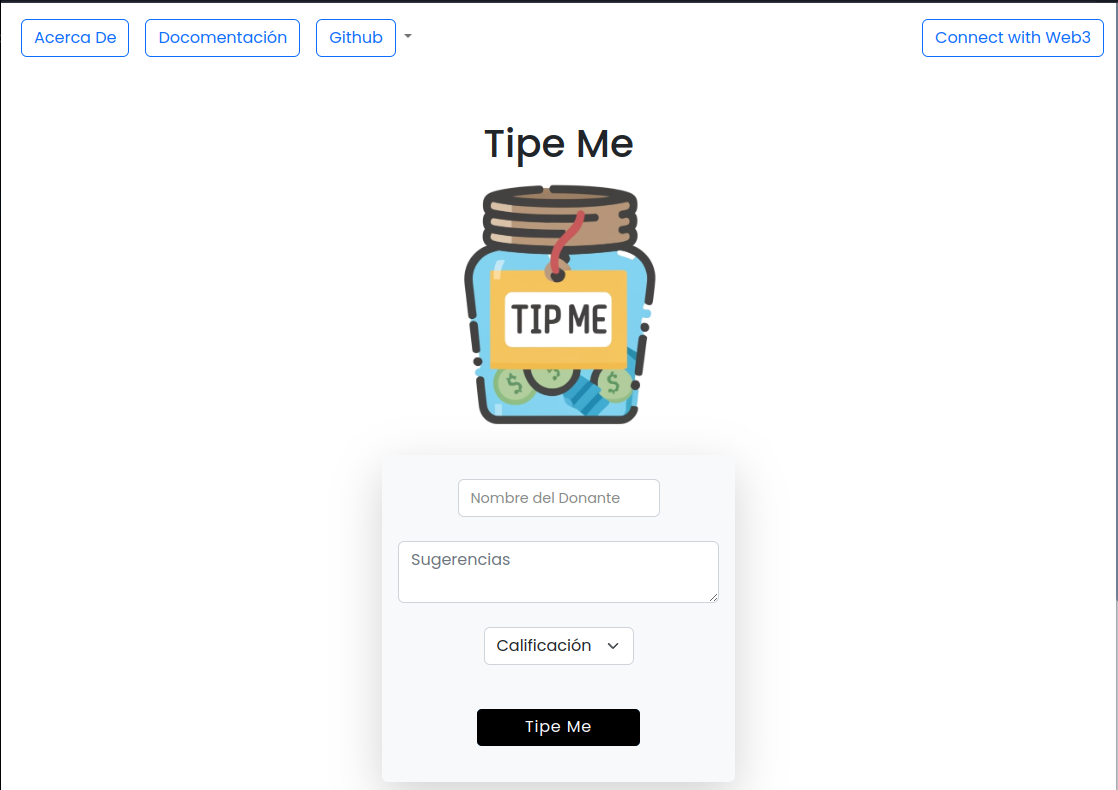 Acerca De Docomentación Github Connect with Web3
Tipe Me
TIP ME
$ $ $
Nombre del Donante
Sugerencias
Calificación
Tipe Me